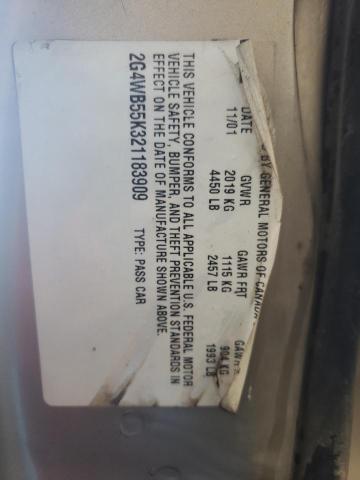 BY GENERAL MOTORS OF CANADA
DATE GVWR GAWR FRT GAWR
11/01 2019 KG 1115 KG 904 KG
4450 LB 2457 LB 1993 LB
THIS VEHICLE CONFORMS TO ALL APPLICABLE U.S. FEDERAL MOTOR
VEHICLE SAFETY, BUMPER, AND THEFT PREVENTION STANDARDS IN
EFFECT ON THE DATE OF MANUFACTURE SHOWN ABOVE.
2G4WB55K321183909 TYPE: PASS CAR